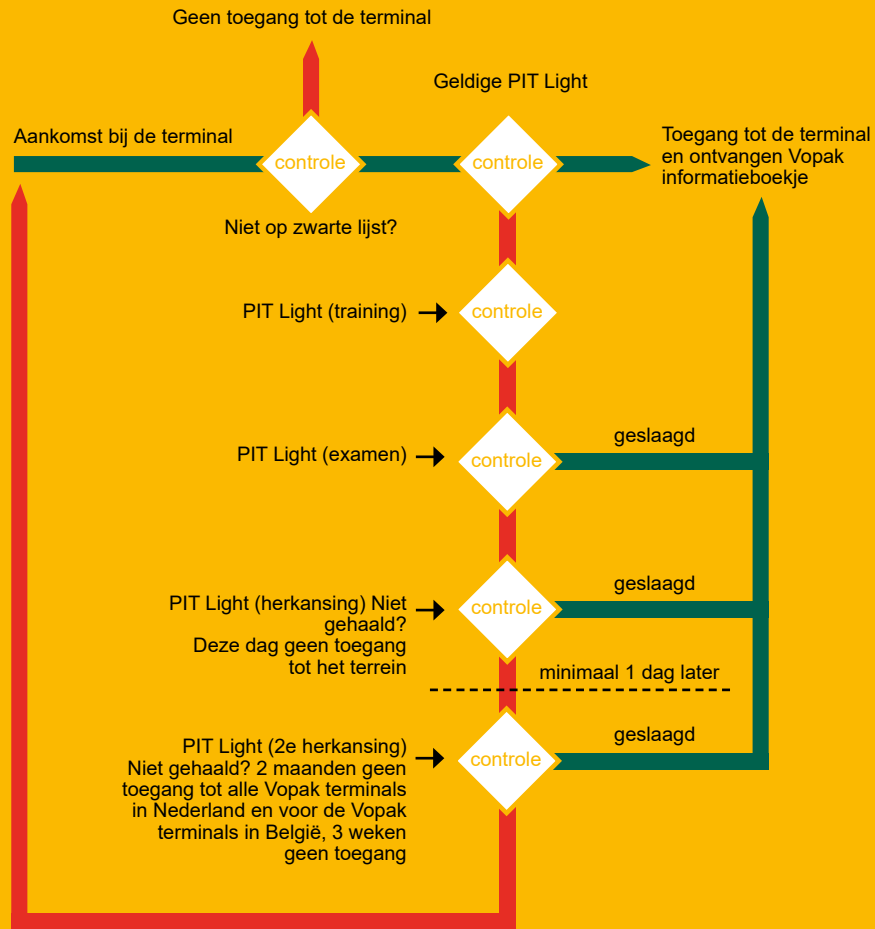 Geen toegang tot de terminal
Geldige PIT Light
Aankomst bij de terminal
controle
controle
Toegang tot de terminal
en ontvangen Vopak
informatieboekje
Niet op zwarte lijst?
PIT Light (training)
controle
PIT Light (examen)
controle
geslaagd
PIT Light (herkansing) Niet
gehaald?
Deze dag geen toegang
tot het terrein
controle
geslaagd
minimaal 1 dag later
PIT Light (2e herkansing)
Niet gehaald? 2 maanden geen
toegang tot alle Vopak terminals
in Nederland en voor de Vopak
terminals in België, 3 weken
geen toegang
controle
geslaagd